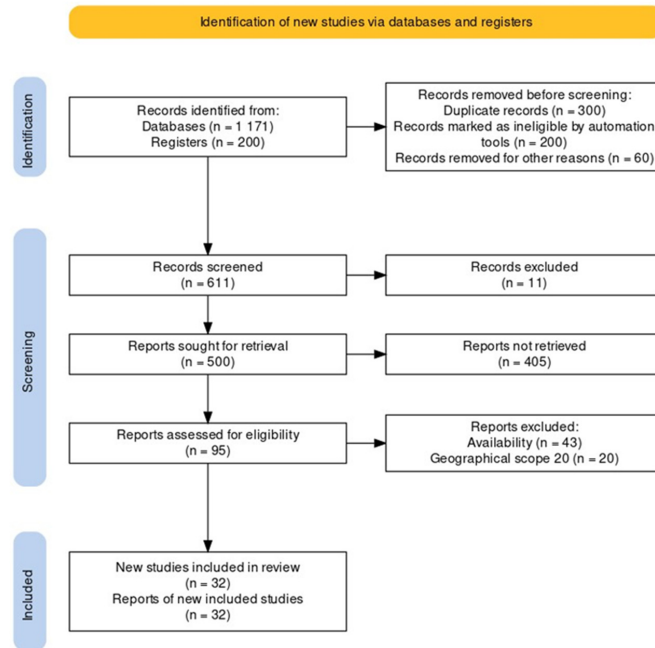 Identification of new studies via databases and registers
Identification
Records identified from:
Databases (n = 1 171)
Registers (n = 200)
Records removed before screening:
Duplicate records (n = 300)
Records marked as ineligible by automation
tools (n = 200)
Records removed for other reasons (n = 60)
Screening
Records screened
(n = 611)
Records excluded
(n = 11)
Reports sought for retrieval
(n = 500)
Reports not retrieved
(n = 405)
Reports assessed for eligibility
(n = 95)
Reports excluded:
Availability (n = 43)
Geographical scope 20 (n = 20)
Included
New studies included in review
(n = 32)
Reports of new included studies
(n = 32)